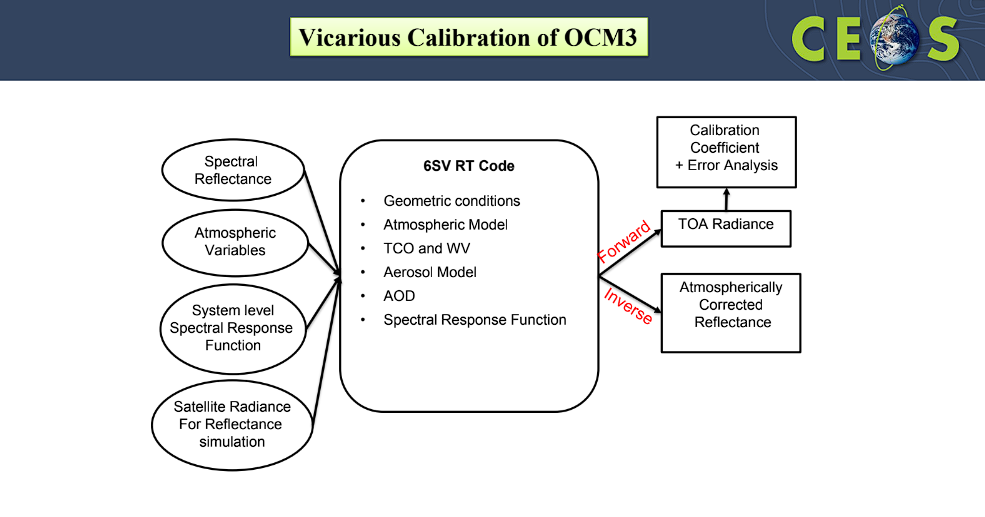 Vicarious Calibration of OCM3
CEOS
Spectral
Reflectance
Atmospheric
Variables
System level
Spectral Response
Function
Satellite Radiance
For Reflectance
simulation
6SV RT Code
• Geometric conditions
• Atmospheric Model
• TCO and WV
• Aerosol Model
• AOD
• Spectral Response Function
Forward
Inverse
Calibration
Coefficient
+ Error Analysis
TOA Radiance
Atmospherically
Corrected
Reflectance